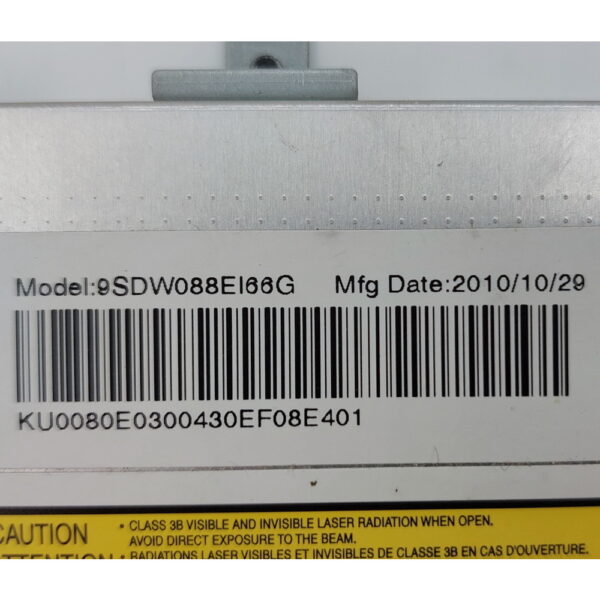 Model:9SDW088EI66G Mfg Date:2010/10/29
KU0080E0300430EF08E401
CAUTION • CLASS 3B VISIBLE AND INVISIBLE LASER RADIATION WHEN OPEN.
AVOID DIRECT EXPOSURE TO THE BEAM.
ATTENTION • RADIATIONS LASER VISIBLES ET INVISIBLES DE CLASSE 3B EN CAS D'OUVERTURE.